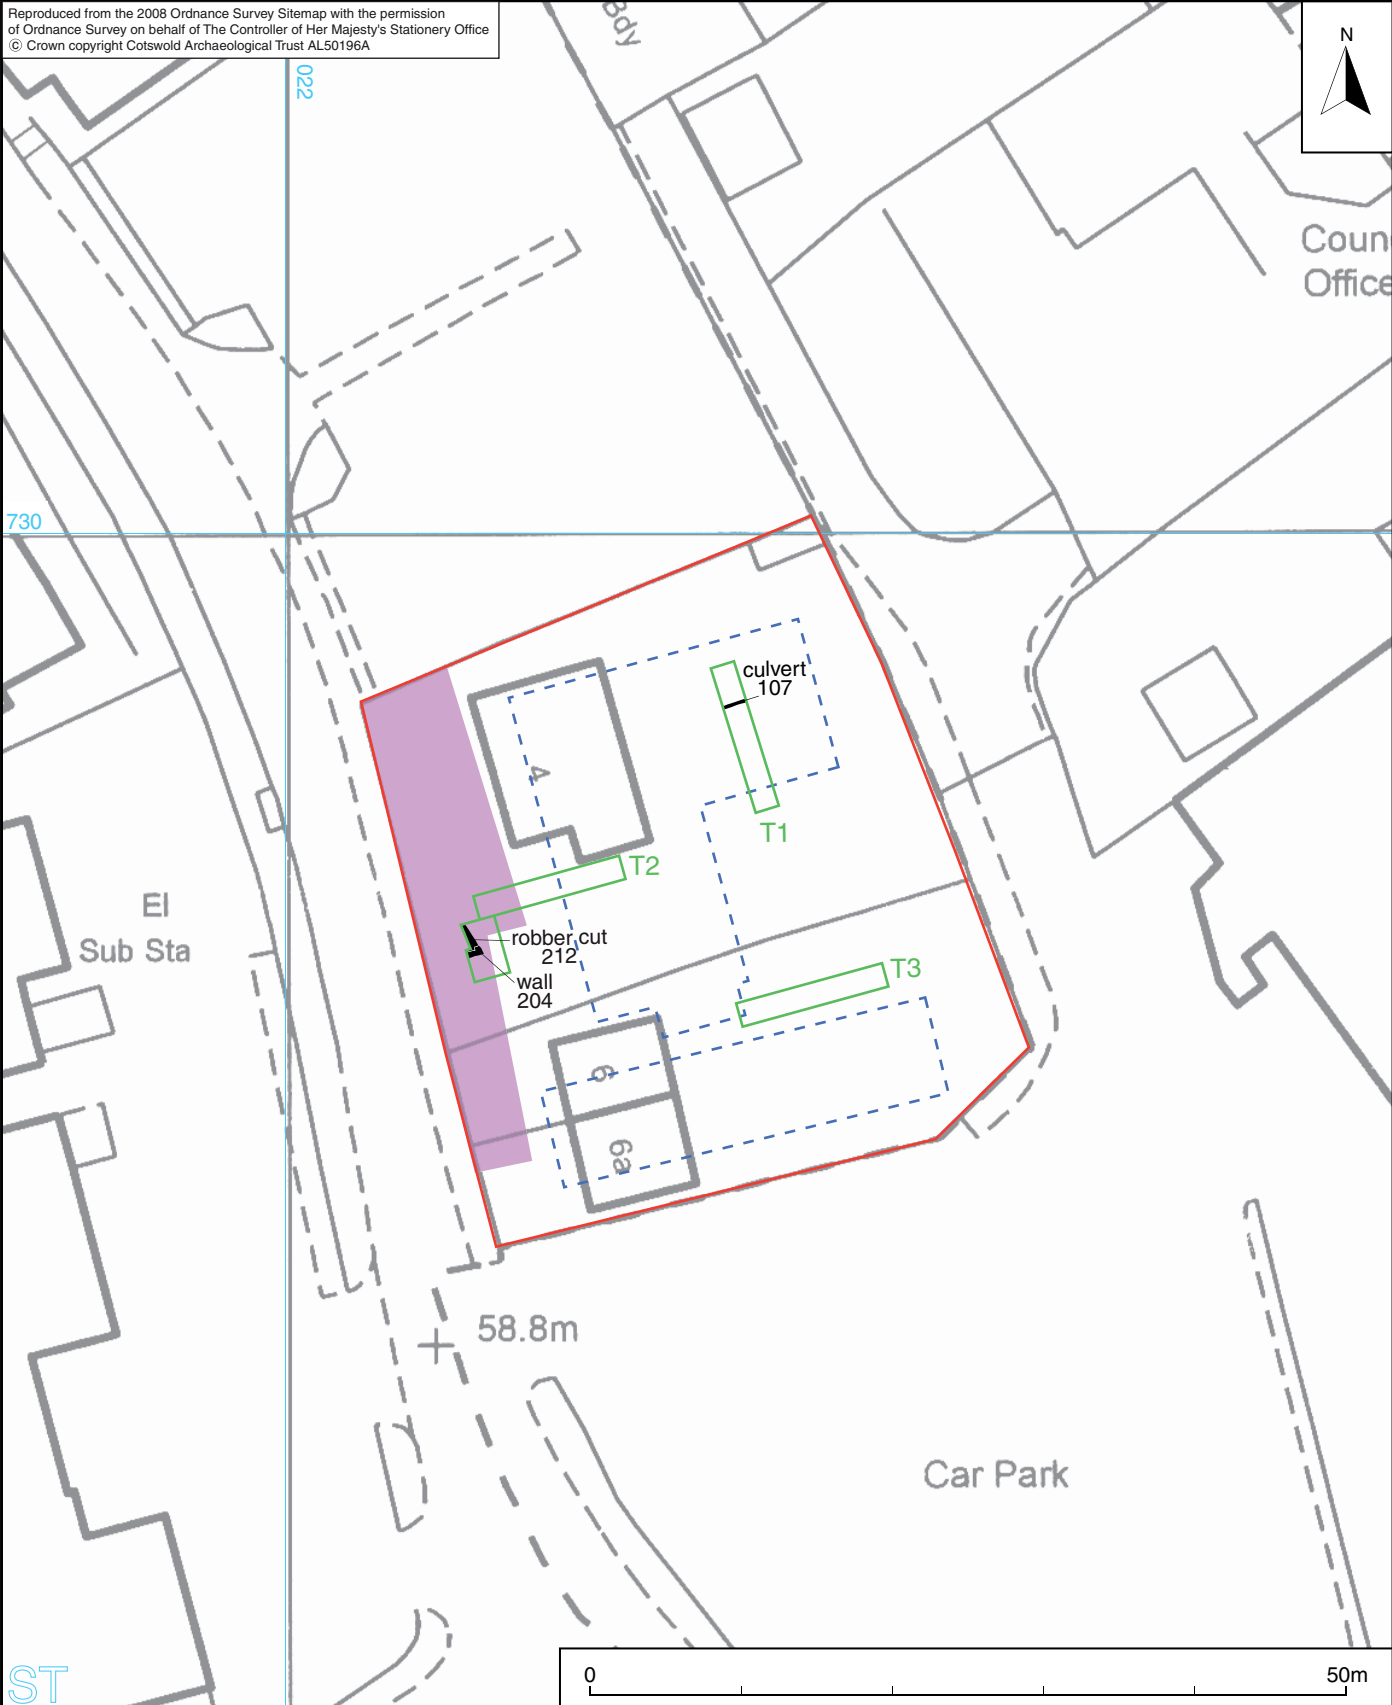 Reproduced from the 2008 Ordnance Survey Sitemap with the permission
of Ordnance Survey on behalf of The Controller of Her Majesty's Stationery Office
© Crown copyright Cotswold Archaeological Trust AL50196A
N
022
Bdy
Coun
Office
730
culvert
107
4
T1
T2
El
Sub Sta
robber cut
212
wall
204
T3
6
6a
58.8m
Car Park
ST
0
50m